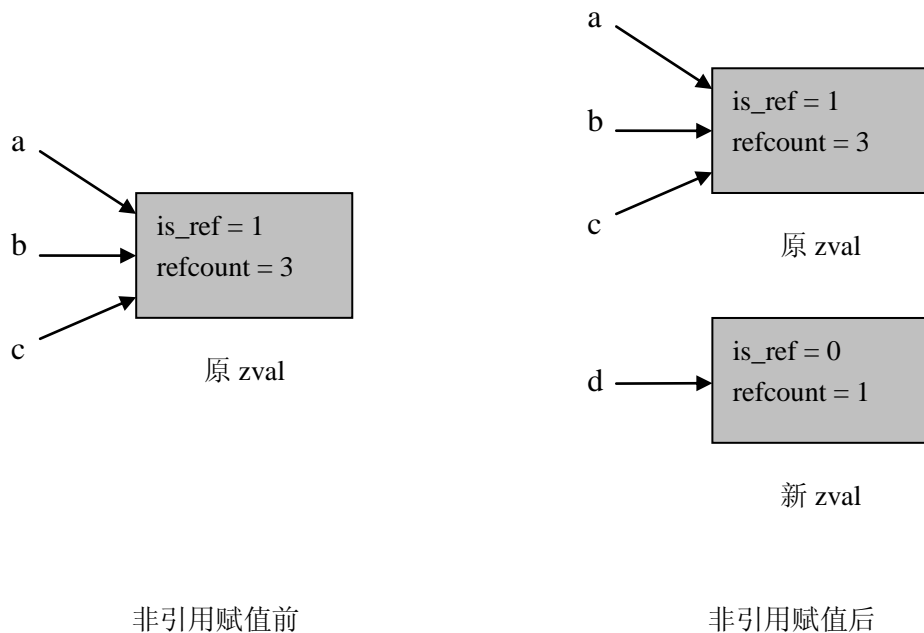 a
b
c
is_ref = 1
refcount = 3
原 zval
非引用赋值前
a
b
c
is_ref = 1
refcount = 3
原 zval
d
is_ref = 0
refcount = 1
新 zval
非引用赋值后